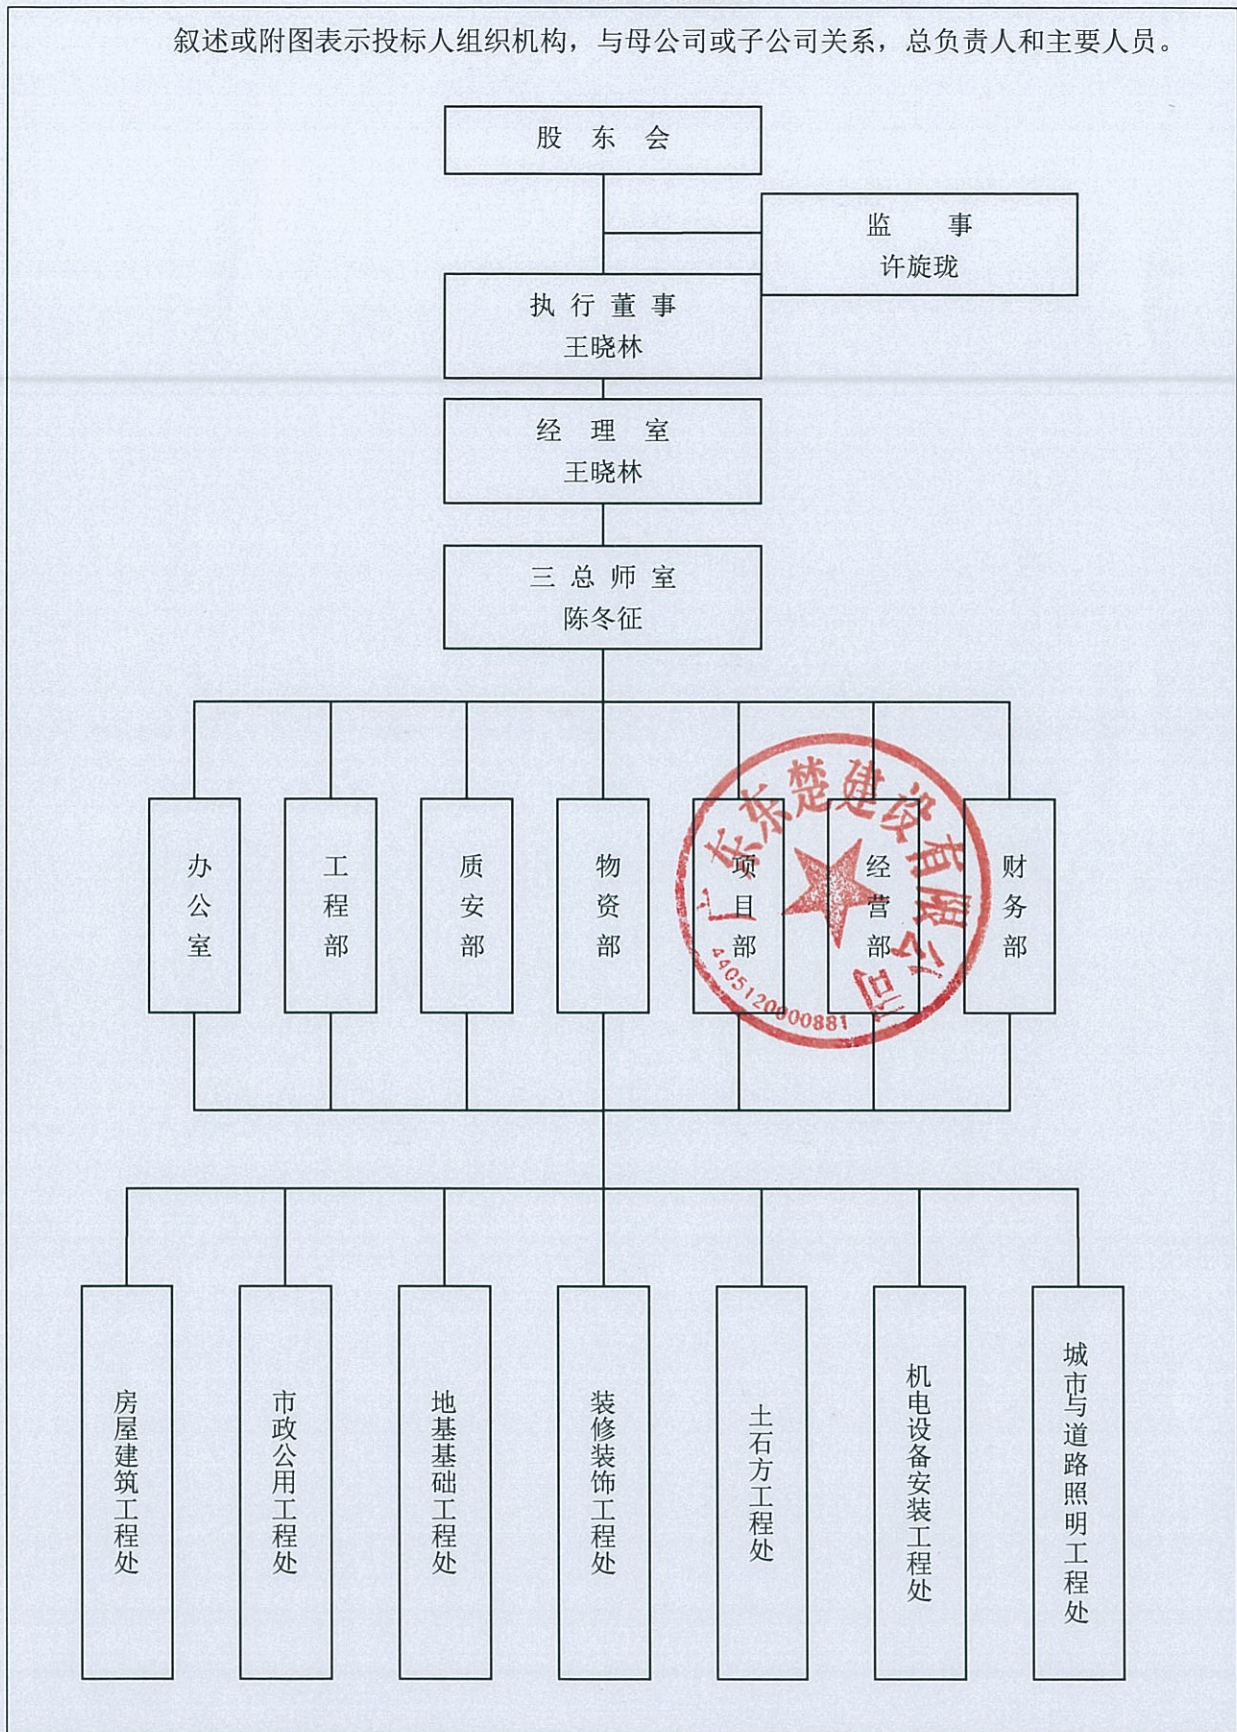 叙述或附图表示投标人组织机构，与母公司或子公司关系，总负责人和主要人员。
股东会
监事
许旋珑
执行董事
王晓林
经理室
王晓林
三总师室
陈冬征
办公室
工程部
质安部
物资部
项目部
经营部
财务部
广东东楚建设有限公司
4405120000881
房屋建筑工程处
市政公用工程处
地基基础工程处
装修装饰工程处
土石方工程处
机电设备安装工程处
城市与道路照明工程处